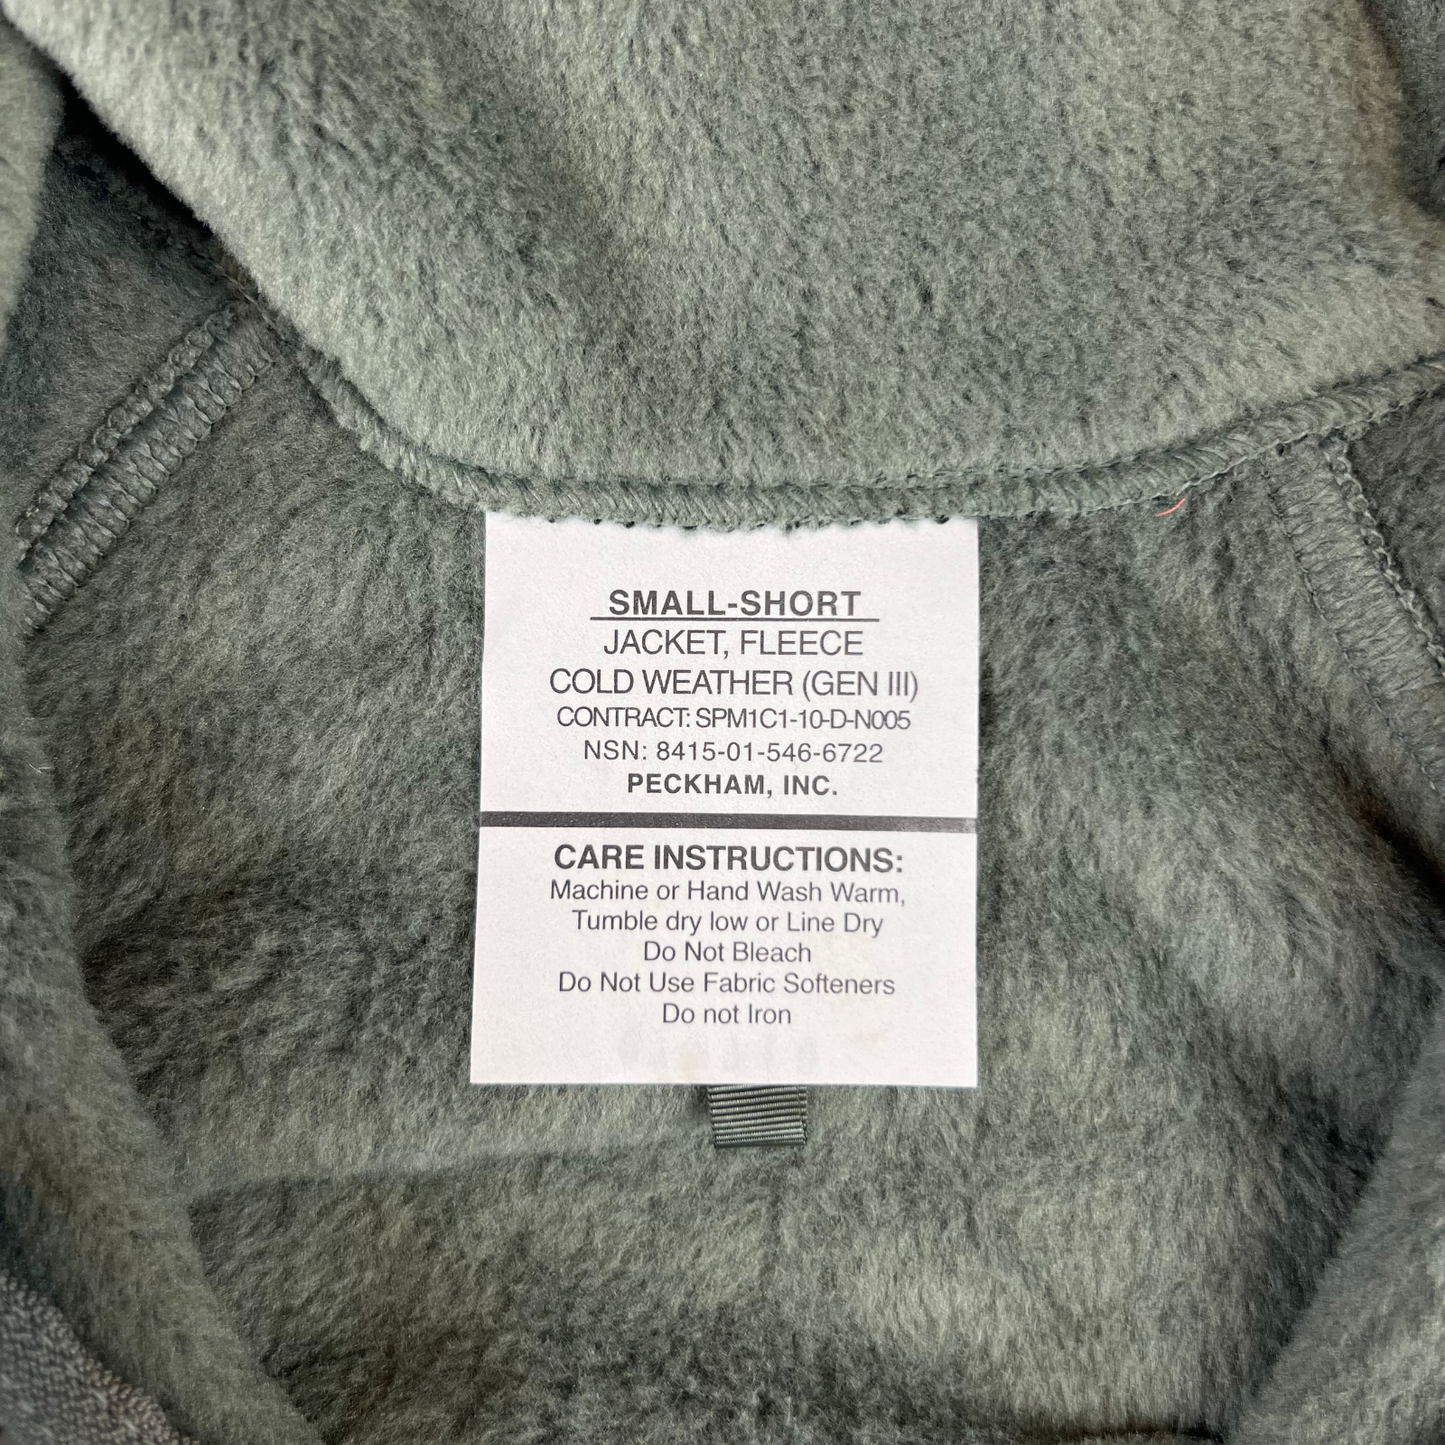 SMALL-SHORT
JACKET, FLEECE
COLD WEATHER (GEN III)
CONTRACT: SPM1C1-10-D-N005
NSN: 8415-01-546-6722
PECKHAM, INC.
CARE INSTRUCTIONS:
Machine or Hand Wash Warm,
Tumble dry low or Line Dry
Do Not Bleach
Do Not Use Fabric Softeners
Do not Iron